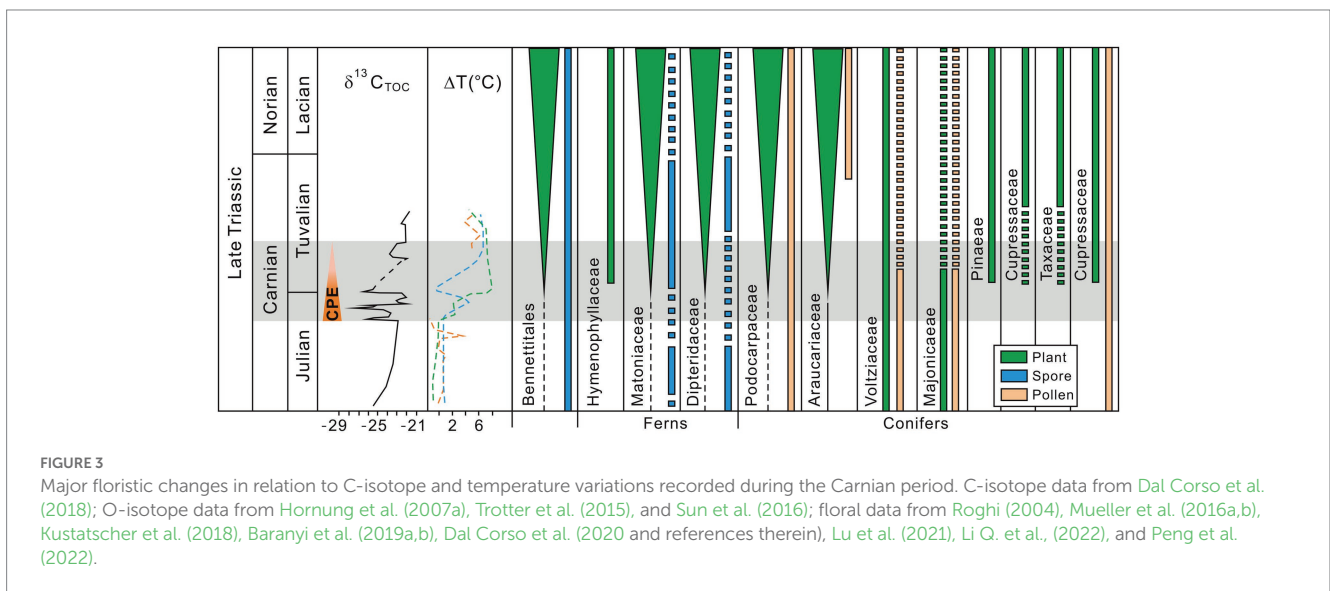 δ13CTOC
ΔT(°C)
Late Triassic
Norian
Carnian
Lacian
Tuvalian
Julian
CPE
Bennettitales
Hymenophyllaceae
Matoniaceae
Dipteridaceae
Podocarpaceae
Araucariaceae
Voltziaceae
Majonicaeae
Pinaeae
Cupressaceae
Taxaceae
Cupressaceae
Plant
Spore
Pollen
-29 -25 -21
2 6
Ferns
Conifers
FIGURE 3
Major floristic changes in relation to C-isotope and temperature variations recorded during the Carnian period. C-isotope data from Dal Corso et al.
(2018); O-isotope data from Hornung et al. (2007a), Trotter et al. (2015), and Sun et al. (2016); floral data from Roghi (2004), Mueller et al. (2016a,b),
Kustatscher et al. (2018), Baranyi et al. (2019a,b), Dal Corso et al. (2020 and references therein), Lu et al. (2021), Li Q. et al., (2022), and Peng et al.
(2022).